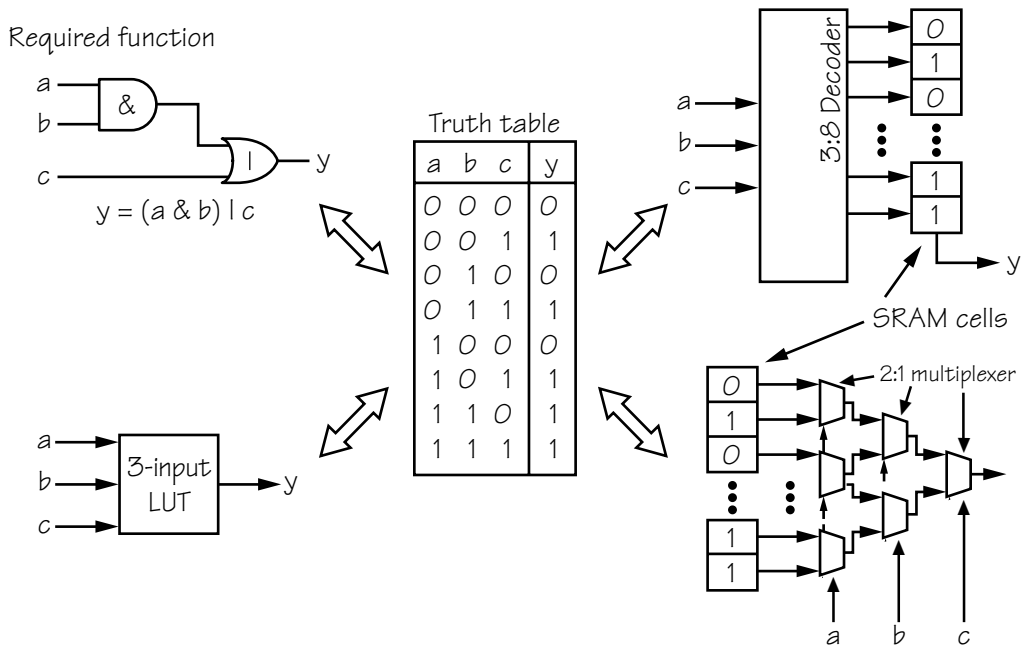 Required function
a
b
&
c
|
y
y = (a & b) | c
Truth table
a b c y
0 0 0 0
0 0 1 1
0 1 0 0
0 1 1 1
1 0 0 0
1 0 1 1
1 1 0 1
1 1 1 1
a
b
c
3:8 Decoder
0
1
0
1
1
y
SRAM cells
a
b
c
3-input
LUT
y
0
1
0
1
1
2:1 multiplexer
a b c